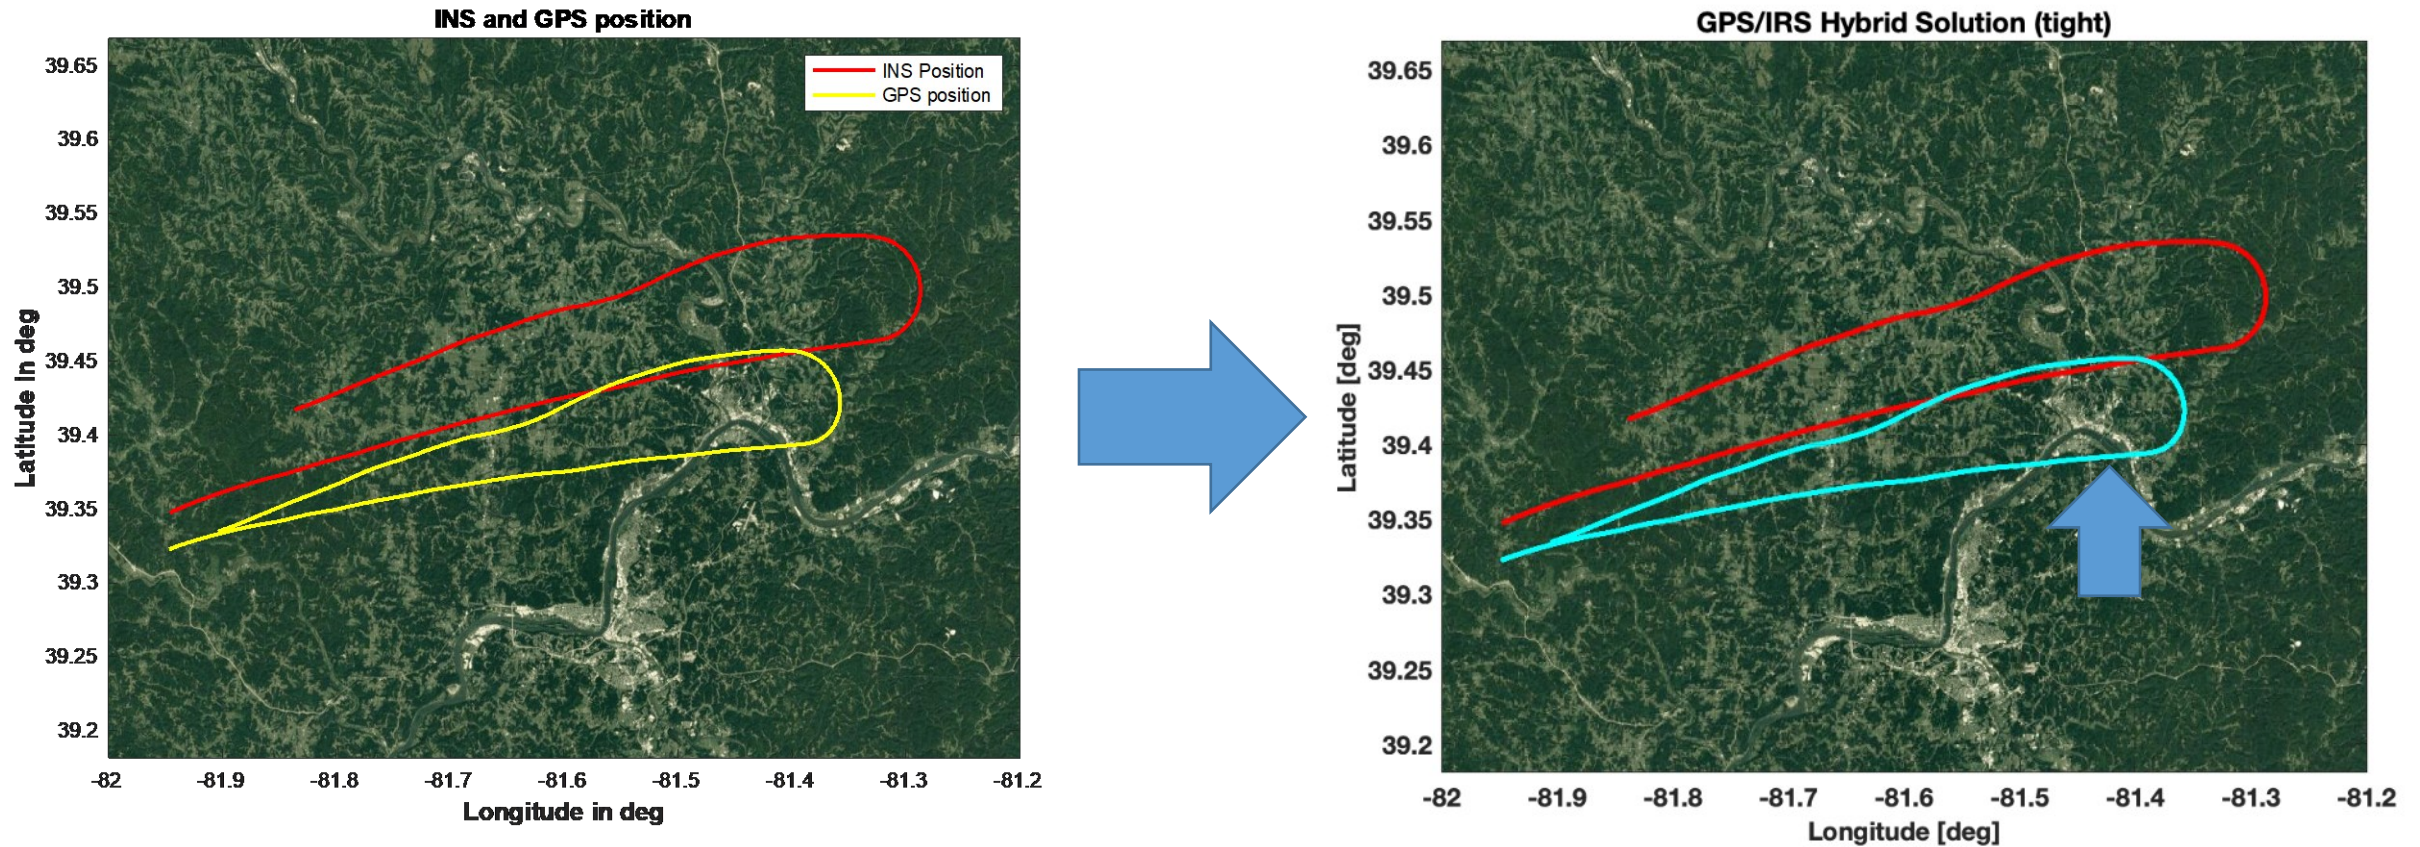 INS and GPS position
INS Position
GPS position
39.65
39.6
39.55
39.5
39.45
39.4
39.35
39.3
39.25
39.2
Latitude in deg
-82 -81.9 -81.8 -81.7 -81.6 -81.5 -81.4 -81.3 -81.2
Longitude in deg
GPS/IRS Hybrid Solution (tight)
39.65
39.6
39.55
39.5
39.45
39.4
39.35
39.3
39.25
39.2
Latitude [deg]
-82 -81.9 -81.8 -81.7 -81.6 -81.5 -81.4 -81.3 -81.2
Longitude [deg]